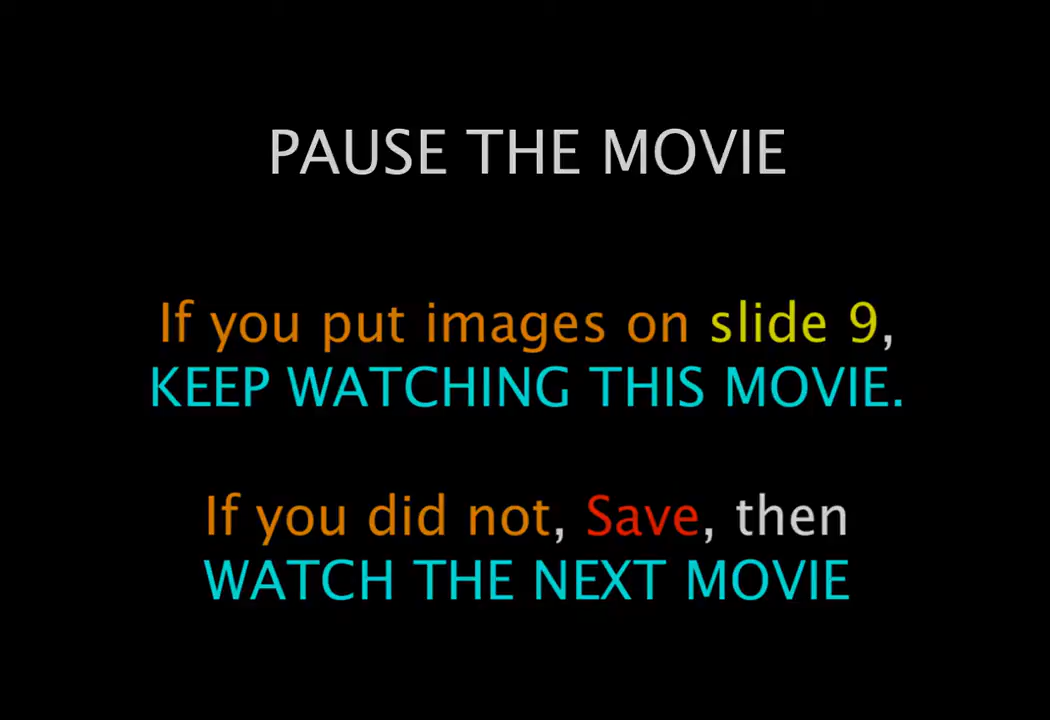 PAUSE THE MOVIE
If you put images on slide 9,
KEEP WATCHING THIS MOVIE.
If you did not, Save, then
WATCH THE NEXT MOVIE